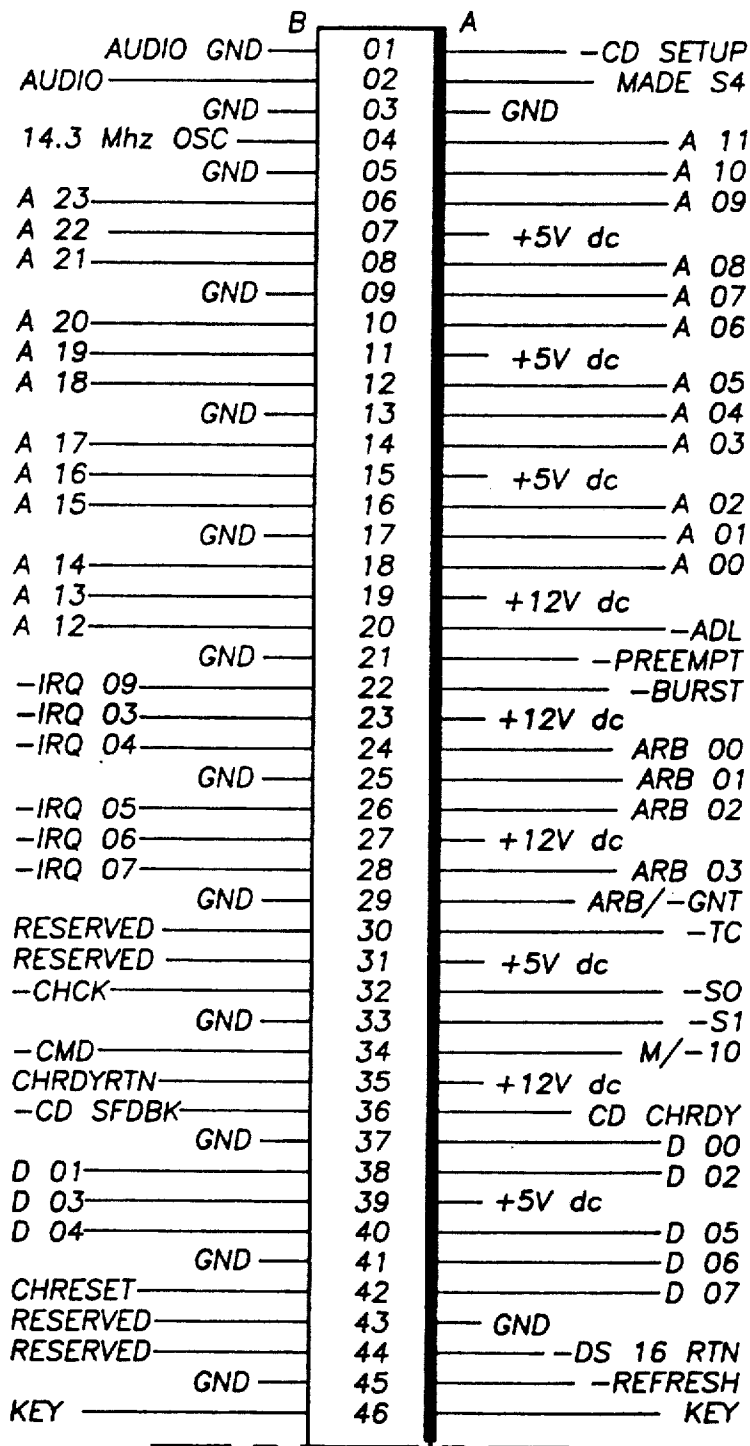 B A
AUDIO GND 01 -CD SETUP
AUDIO 02 MADE S4
GND 03 GND
14.3 Mhz OSC 04 A 11
GND 05 A 10
A 23 06 A 09
A 22 07 +5V dc
A 21 08 A 08
GND 09 A 07
A 20 10 A 06
A 19 11 +5V dc
A 18 12 A 05
GND 13 A 04
A 17 14 A 03
A 16 15 +5V dc
A 15 16 A 02
GND 17 A 01
A 14 18 A 00
A 13 19 +12V dc
A 12 20 -ADL
GND 21 -PREEMPT
-IRQ 09 22 -BURST
-IRQ 03 23 +12V dc
-IRQ 04 24 ARB 00
GND 25 ARB 01
-IRQ 05 26 ARB 02
-IRQ 06 27 +12V dc
-IRQ 07 28 ARB 03
GND 29 ARB/-GNT
RESERVED 30 -TC
RESERVED 31 +5V dc
-CHCK 32 -SO
GND 33 -S1
-CMD 34 M/-10
CHRDYRTN 35 +12V dc
-CD SFDBK 36 CD CHRDY
GND 37 D 00
D 01 38 D 02
D 03 39 +5V dc
D 04 40 D 05
GND 41 D 06
CHRESET 42 D 07
RESERVED 43 GND
RESERVED 44 -DS 16 RTN
GND 45 -REFRESH
KEY 46 KEY